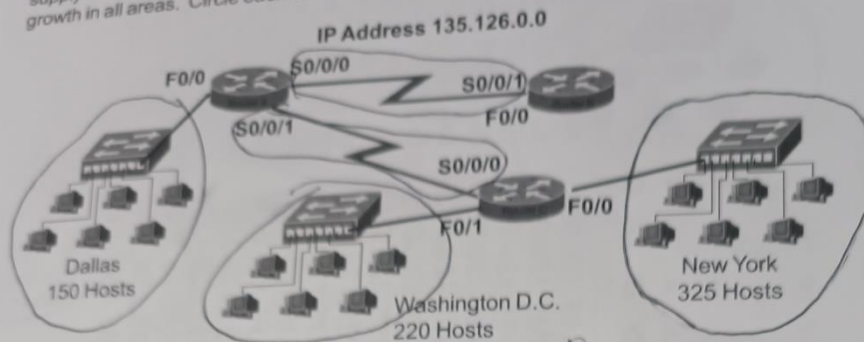 growth in all areas. Circle
IP Address 135.126.0.0
F0/0
S0/0/0
S0/0/1
F0/0
S0/0/1
S0/0/0
F0/1
F0/0
Dallas
150 Hosts
Washington D.C.
220 Hosts
New York
325 Hosts